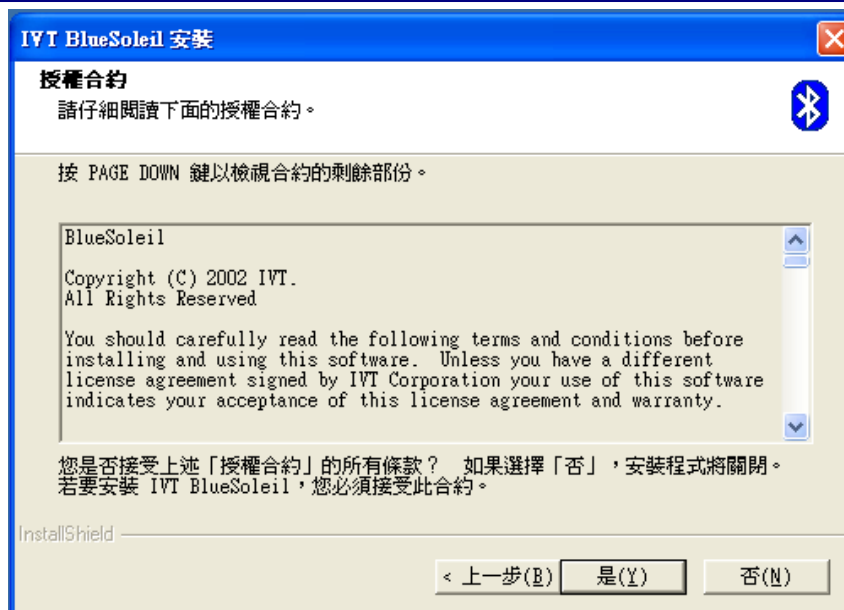 IVT BlueSoleil 安裝
授權合約
請仔細閱讀下面的授權合約。
按 PAGE DOWN 鍵以檢視合約的剩餘部份。
BlueSoleil
Copyright (C) 2002 IVT.
All Rights Reserved
You should carefully read the following terms and conditions before
installing and using this software.  Unless you have a different
license agreement signed by IVT Corporation your use of this software
indicates your acceptance of this license agreement and warranty.
您是否接受上述「授權合約」的所有條款？  如果選擇「否」，安裝程式將關閉。
若要安裝 IVT BlueSoleil，您必須接受此合約。
InstallShield
< 上一步(B) 是(Y) 否(N)